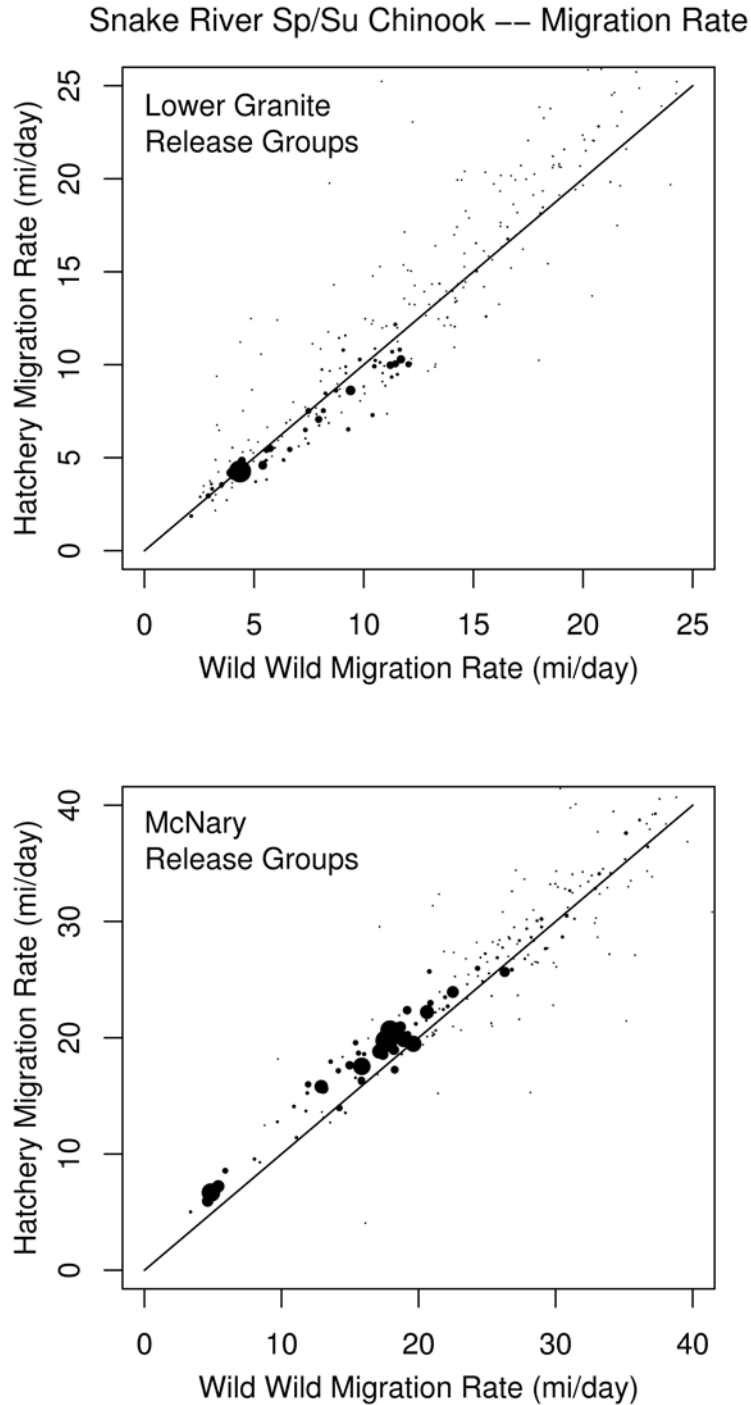 Snake River Sp/Su Chinook −− Migration Rate
Lower Granite
Release Groups
Hatchery Migration Rate (mi/day)
25
20
15
10
5
0
0 5 10 15 20 25
Wild Wild Migration Rate (mi/day)
McNary
Release Groups
Hatchery Migration Rate (mi/day)
40
30
20
10
0
0 10 20 30 40
Wild Wild Migration Rate (mi/day)